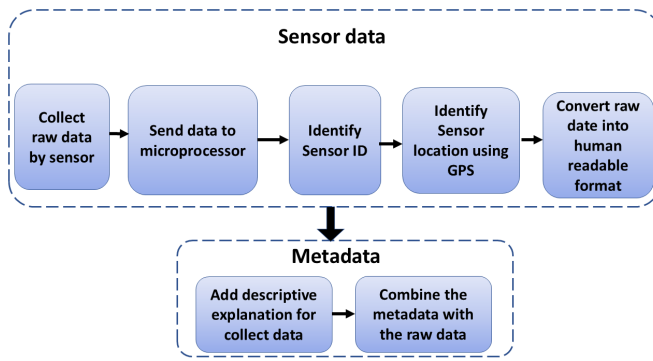 Sensor data
Collect
raw data
by sensor
Send data to
microprocessor
Identify
Sensor ID
Identify
Sensor
location using
GPS
Convert raw
date into
human
readable
format
Metadata
Add descriptive
explanation for
collect data
Combine the
metadata with
the raw data